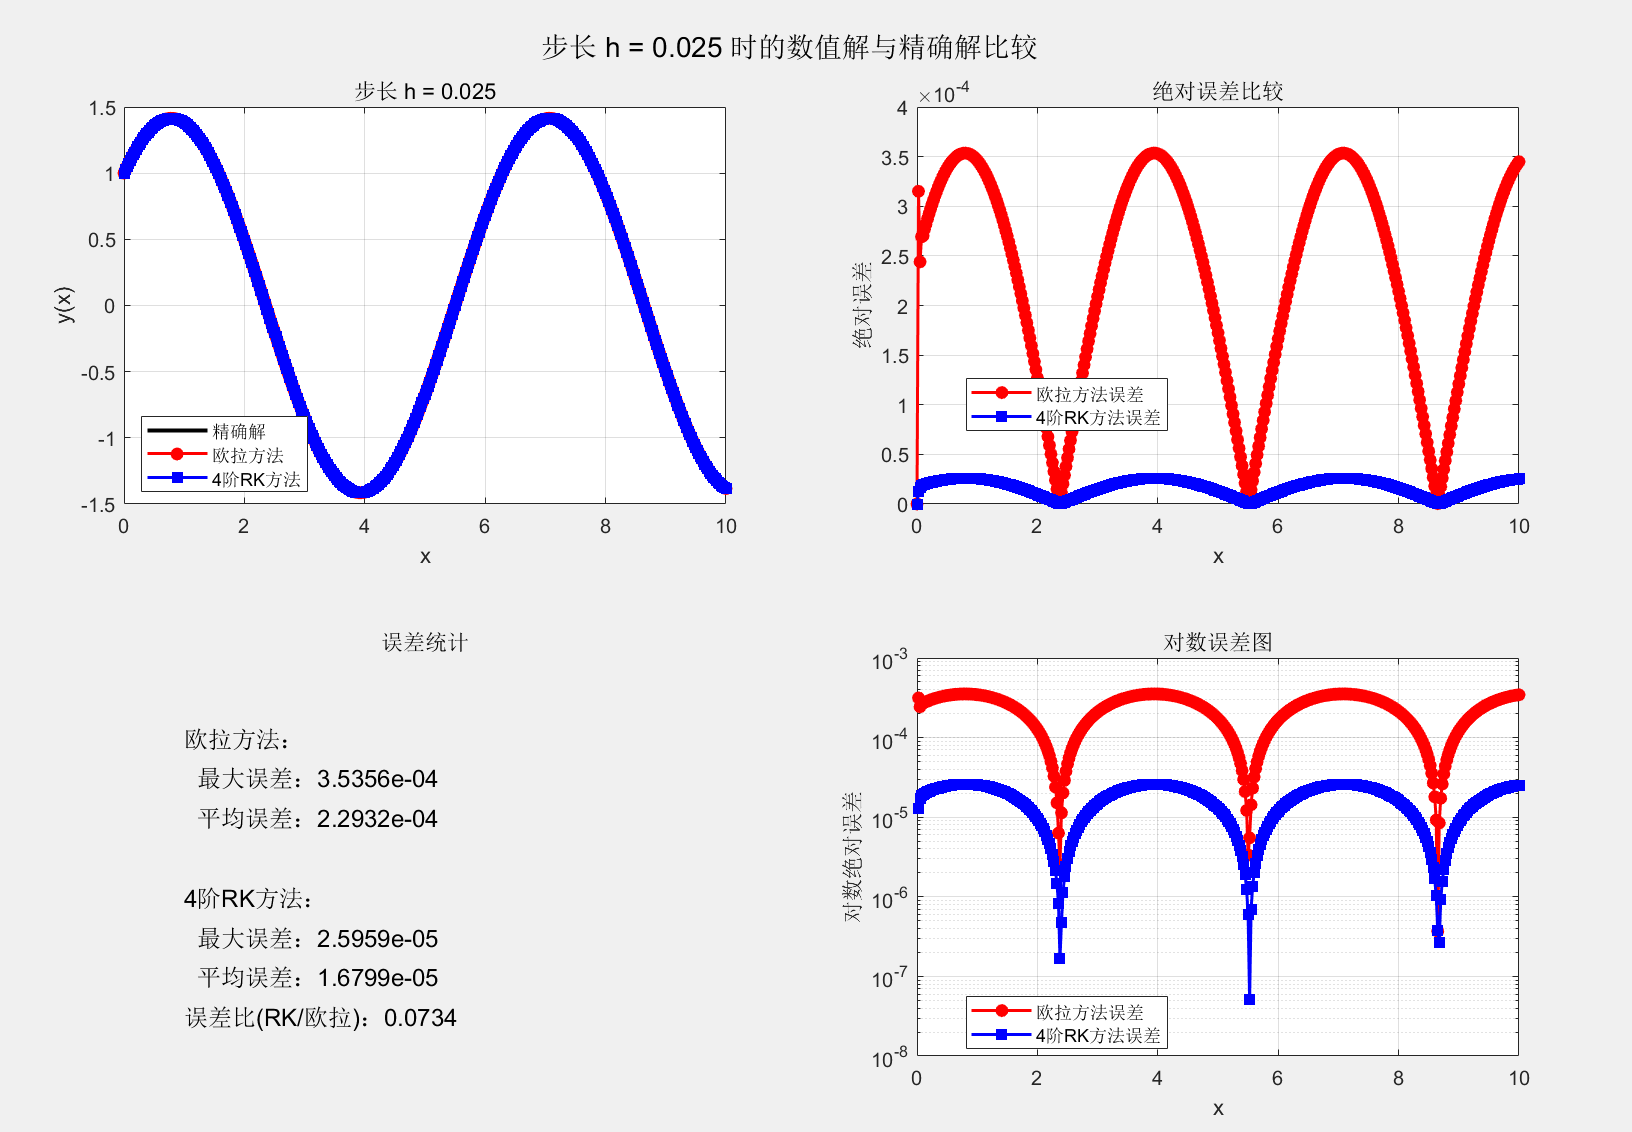 步长 h = 0.025 时的数值解与精确解比较
步长 h = 0.025
1.5
1
0.5
0
-0.5
-1
-1.5
y(x)
0 2 4 6 8 10
x
精确解
欧拉方法
4阶RK方法
绝对误差比较
×10-4
4
3.5
3
2.5
2
1.5
1
0.5
0
绝对误差
0 2 4 6 8 10
x
欧拉方法误差
4阶RK方法误差
误差统计
欧拉方法：
最大误差：3.5356e-04
平均误差：2.2932e-04
4阶RK方法：
最大误差：2.5959e-05
平均误差：1.6799e-05
误差比(RK/欧拉)：0.0734
对数误差图
10-3
10-4
10-5
10-6
10-7
10-8
对数绝对误差
0 2 4 6 8 10
x
欧拉方法误差
4阶RK方法误差